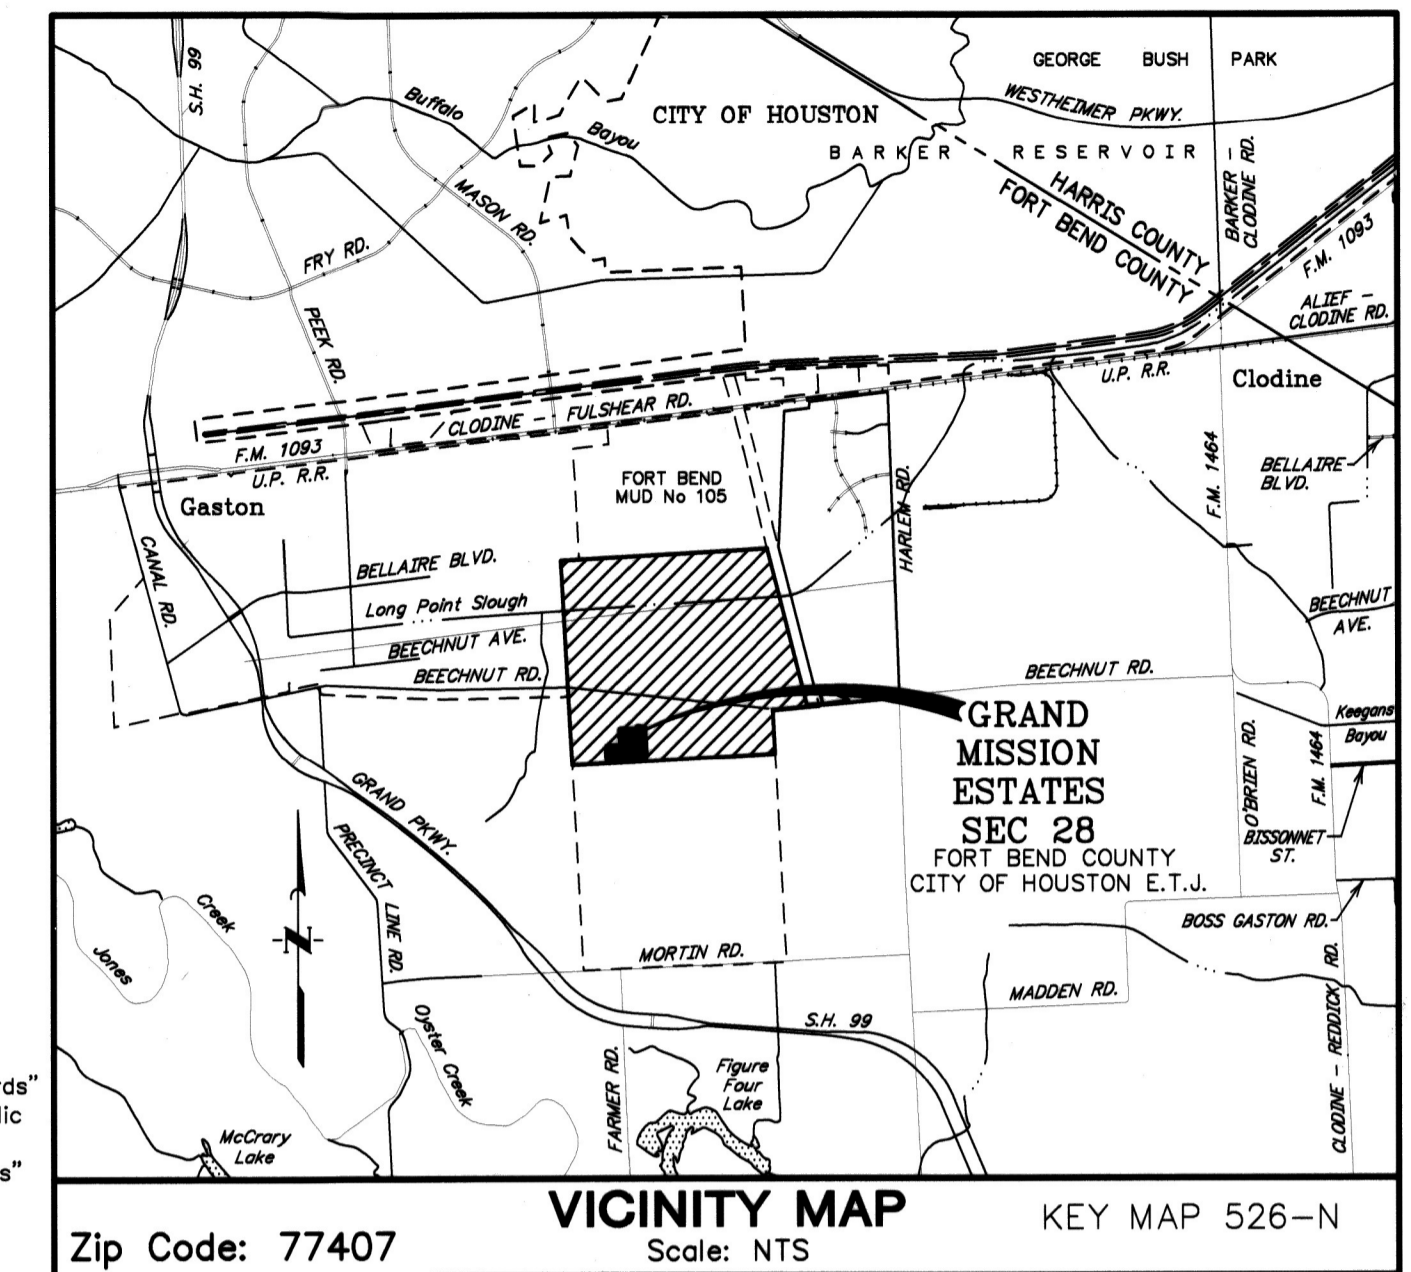 S.H. 99
GEORGE BUSH PARK
Buffalo
Bayou
CITY OF HOUSTON
WESTHEIMER PKWY.
BARKER RESERVOIR
BARKER –
CLODINE RD.
MASON RD.
HARRIS COUNTY
FORT BEND COUNTY
FRY RD.
F.M. 1093
PEEK RD.
ALIEF –
CLODINE RD.
U.P. R.R.
Clodine
CLODINE – FULSHEAR RD.
F.M. 1093
U.P. R.R.
Gaston
FORT BEND
MUD No 105
HARLEM RD.
F.M. 1464
BELLAIRE
BLVD.
CANAL RD.
BELLAIRE BLVD.
Long Point Slough
BEECHNUT AVE.
BEECHNUT RD.
BEECHNUT
AVE.
BEECHNUT RD.
GRAND
MISSION
ESTATES
SEC 28
FORT BEND COUNTY
CITY OF HOUSTON E.T.J.
Keegans
Bayou
O'BRIEN RD.
F.M. 1464
BISSONNET
ST.
GRAND PKWY.
PRECINCT LINE RD.
Creek
Jones
N
BOSS GASTON RD.
MORTIN RD.
MADDEN RD.
S.H. 99
Oyster Creek
FARMER RD.
Figure
Four
Lake
CLODINE – REDDICK RD.
McCrary
Lake
rds"
lic
s"
VICINITY MAP
Scale: NTS
KEY MAP 526–N
Zip Code: 77407